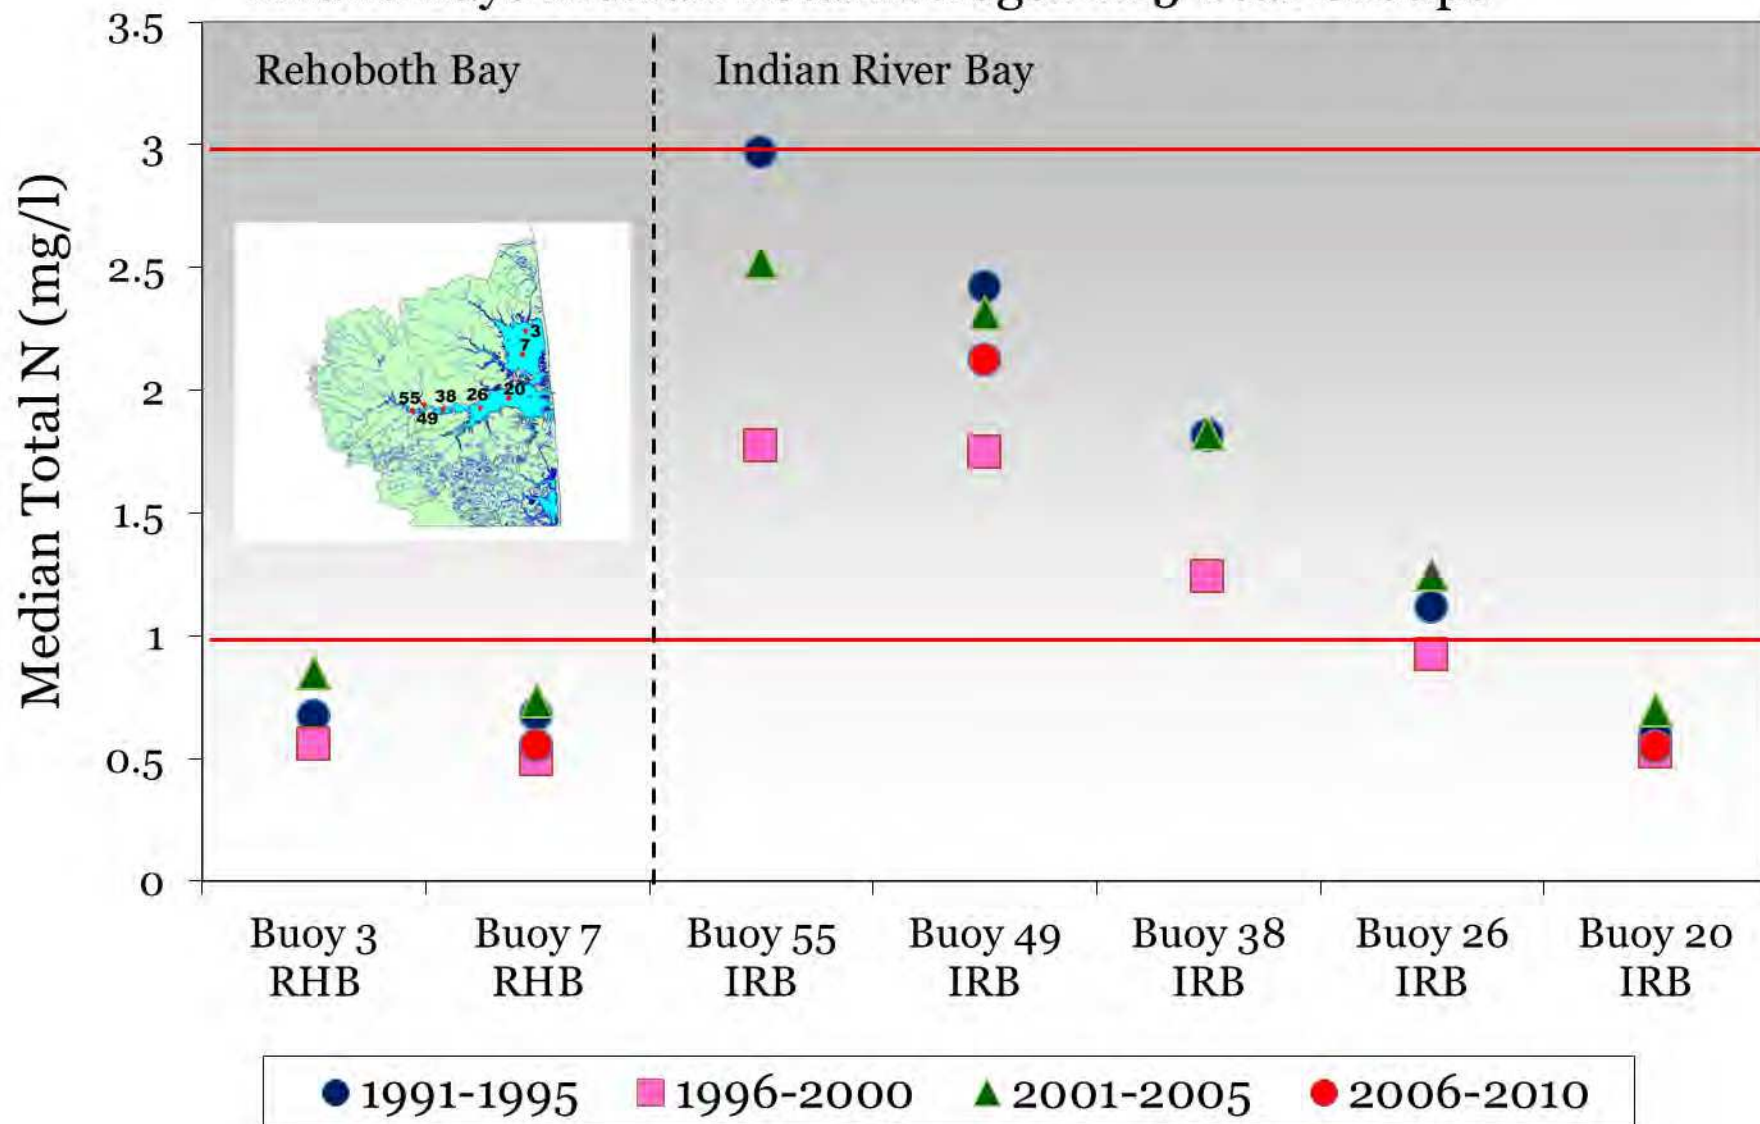 3.5
Rehoboth Bay
Indian River Bay
3
2.5
2
1.5
1
0.5
0
Median Total N (mg/l)
3
7
55 38 26 20
49
Buoy 3 Buoy 7 Buoy 55 Buoy 49 Buoy 38 Buoy 26 Buoy 20
RHB RHB IRB IRB IRB IRB IRB
1991-1995 1996-2000 2001-2005 2006-2010